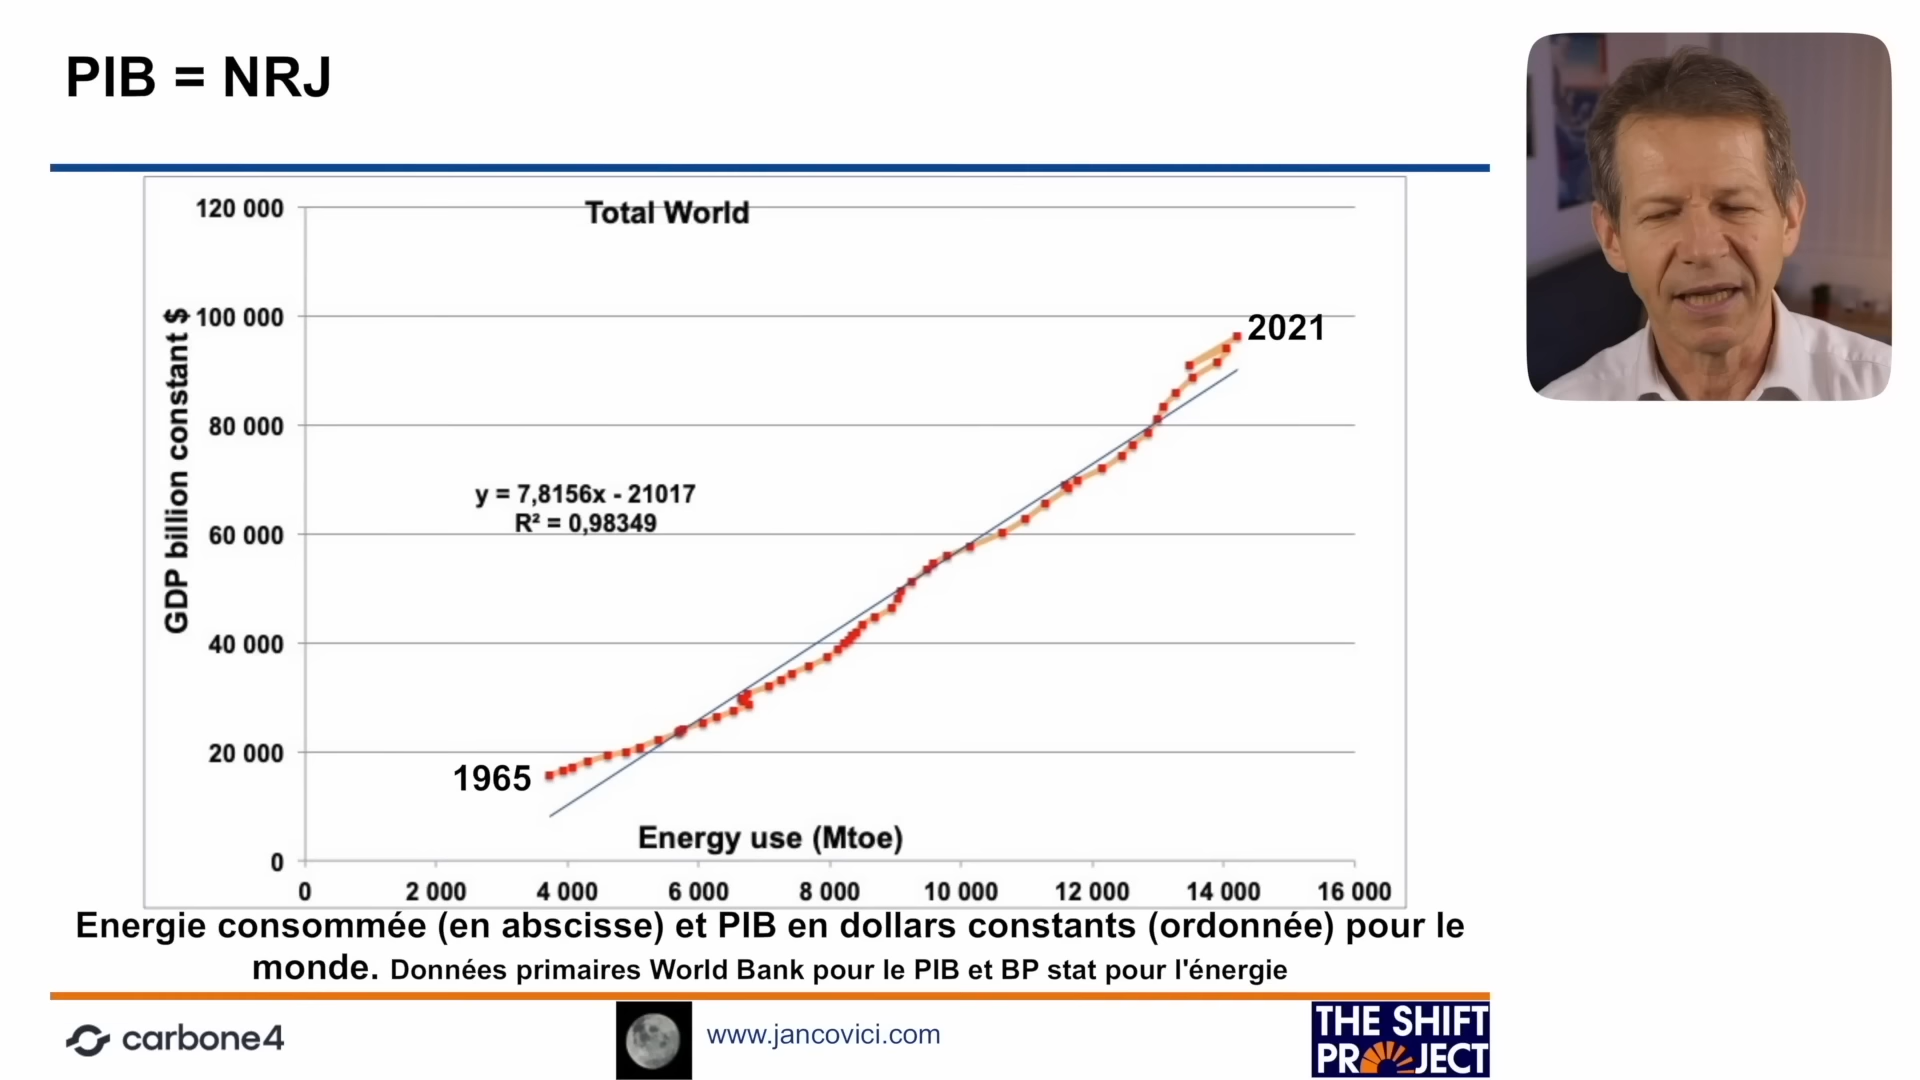 PIB = NRJ
Total World
120 000
100 000
80 000
60 000
40 000
20 000
0
GDP billion constant $
2021
y = 7,8156x - 21017
R² = 0,98349
1965
Energy use (Mtoe)
0 2 000 4 000 6 000 8 000 10 000 12 000 14 000 16 000
Energie consommée (en abscisse) et PIB en dollars constants (ordonnée) pour le
monde. Données primaires World Bank pour le PIB et BP stat pour l'énergie
carbone4
www.jancovici.com
THE SHIFT
PROJECT